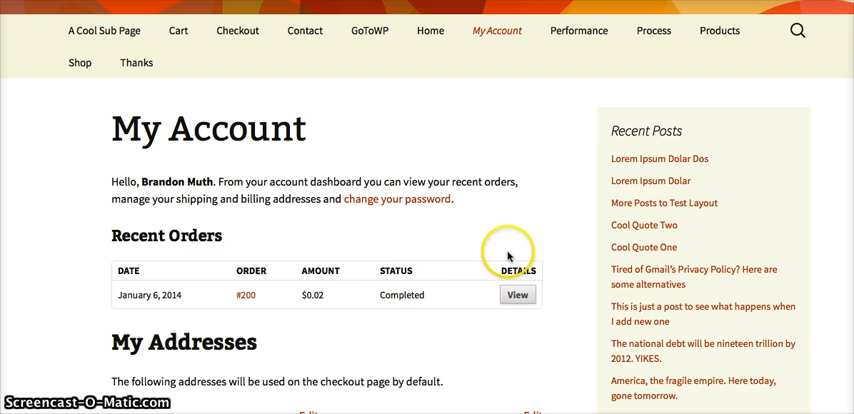 A Cool Sub Page Cart Checkout Contact GoToWP Home My Account Performance Process Products
Shop Thanks
My Account
Hello, Brandon Muth. From your account dashboard you can view your recent orders,
manage your shipping and billing addresses and change your password.
Recent Orders
DATE ORDER AMOUNT STATUS DETAILS
January 6, 2014 #200 $0.02 Completed View
My Addresses
The following addresses will be used on the checkout page by default.
Edit Edit
Recent Posts
Lorem Ipsum Dolar Dos
Lorem Ipsum Dolar
More Posts to Test Layout
Cool Quote Two
Cool Quote One
Tired of Gmail's Privacy Policy? Here are
some alternatives
This is just a post to see what happens when
I add new one
The national debt will be nineteen trillion by
2012. YIKES.
America, the fragile empire. Here today,
gone tomorrow.
Screencast-O-Matic.com